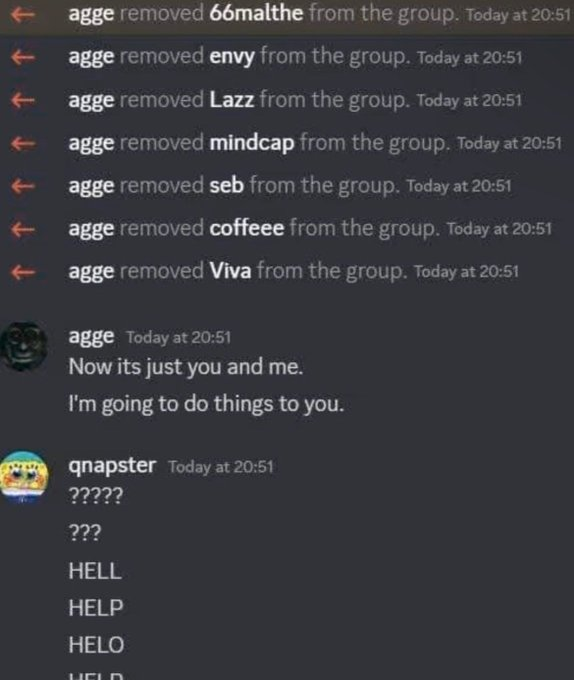 agge removed 66malthe from the group. Today at 20:51
agge removed envy from the group. Today at 20:51
agge removed Lazz from the group. Today at 20:51
agge removed mindcap from the group. Today at 20:51
agge removed seb from the group. Today at 20:51
agge removed coffeee from the group. Today at 20:51
agge removed Viva from the group. Today at 20:51
agge Today at 20:51
Now its just you and me.
I'm going to do things to you.
qnapster Today at 20:51
?????
???
HELL
HELP
HELO